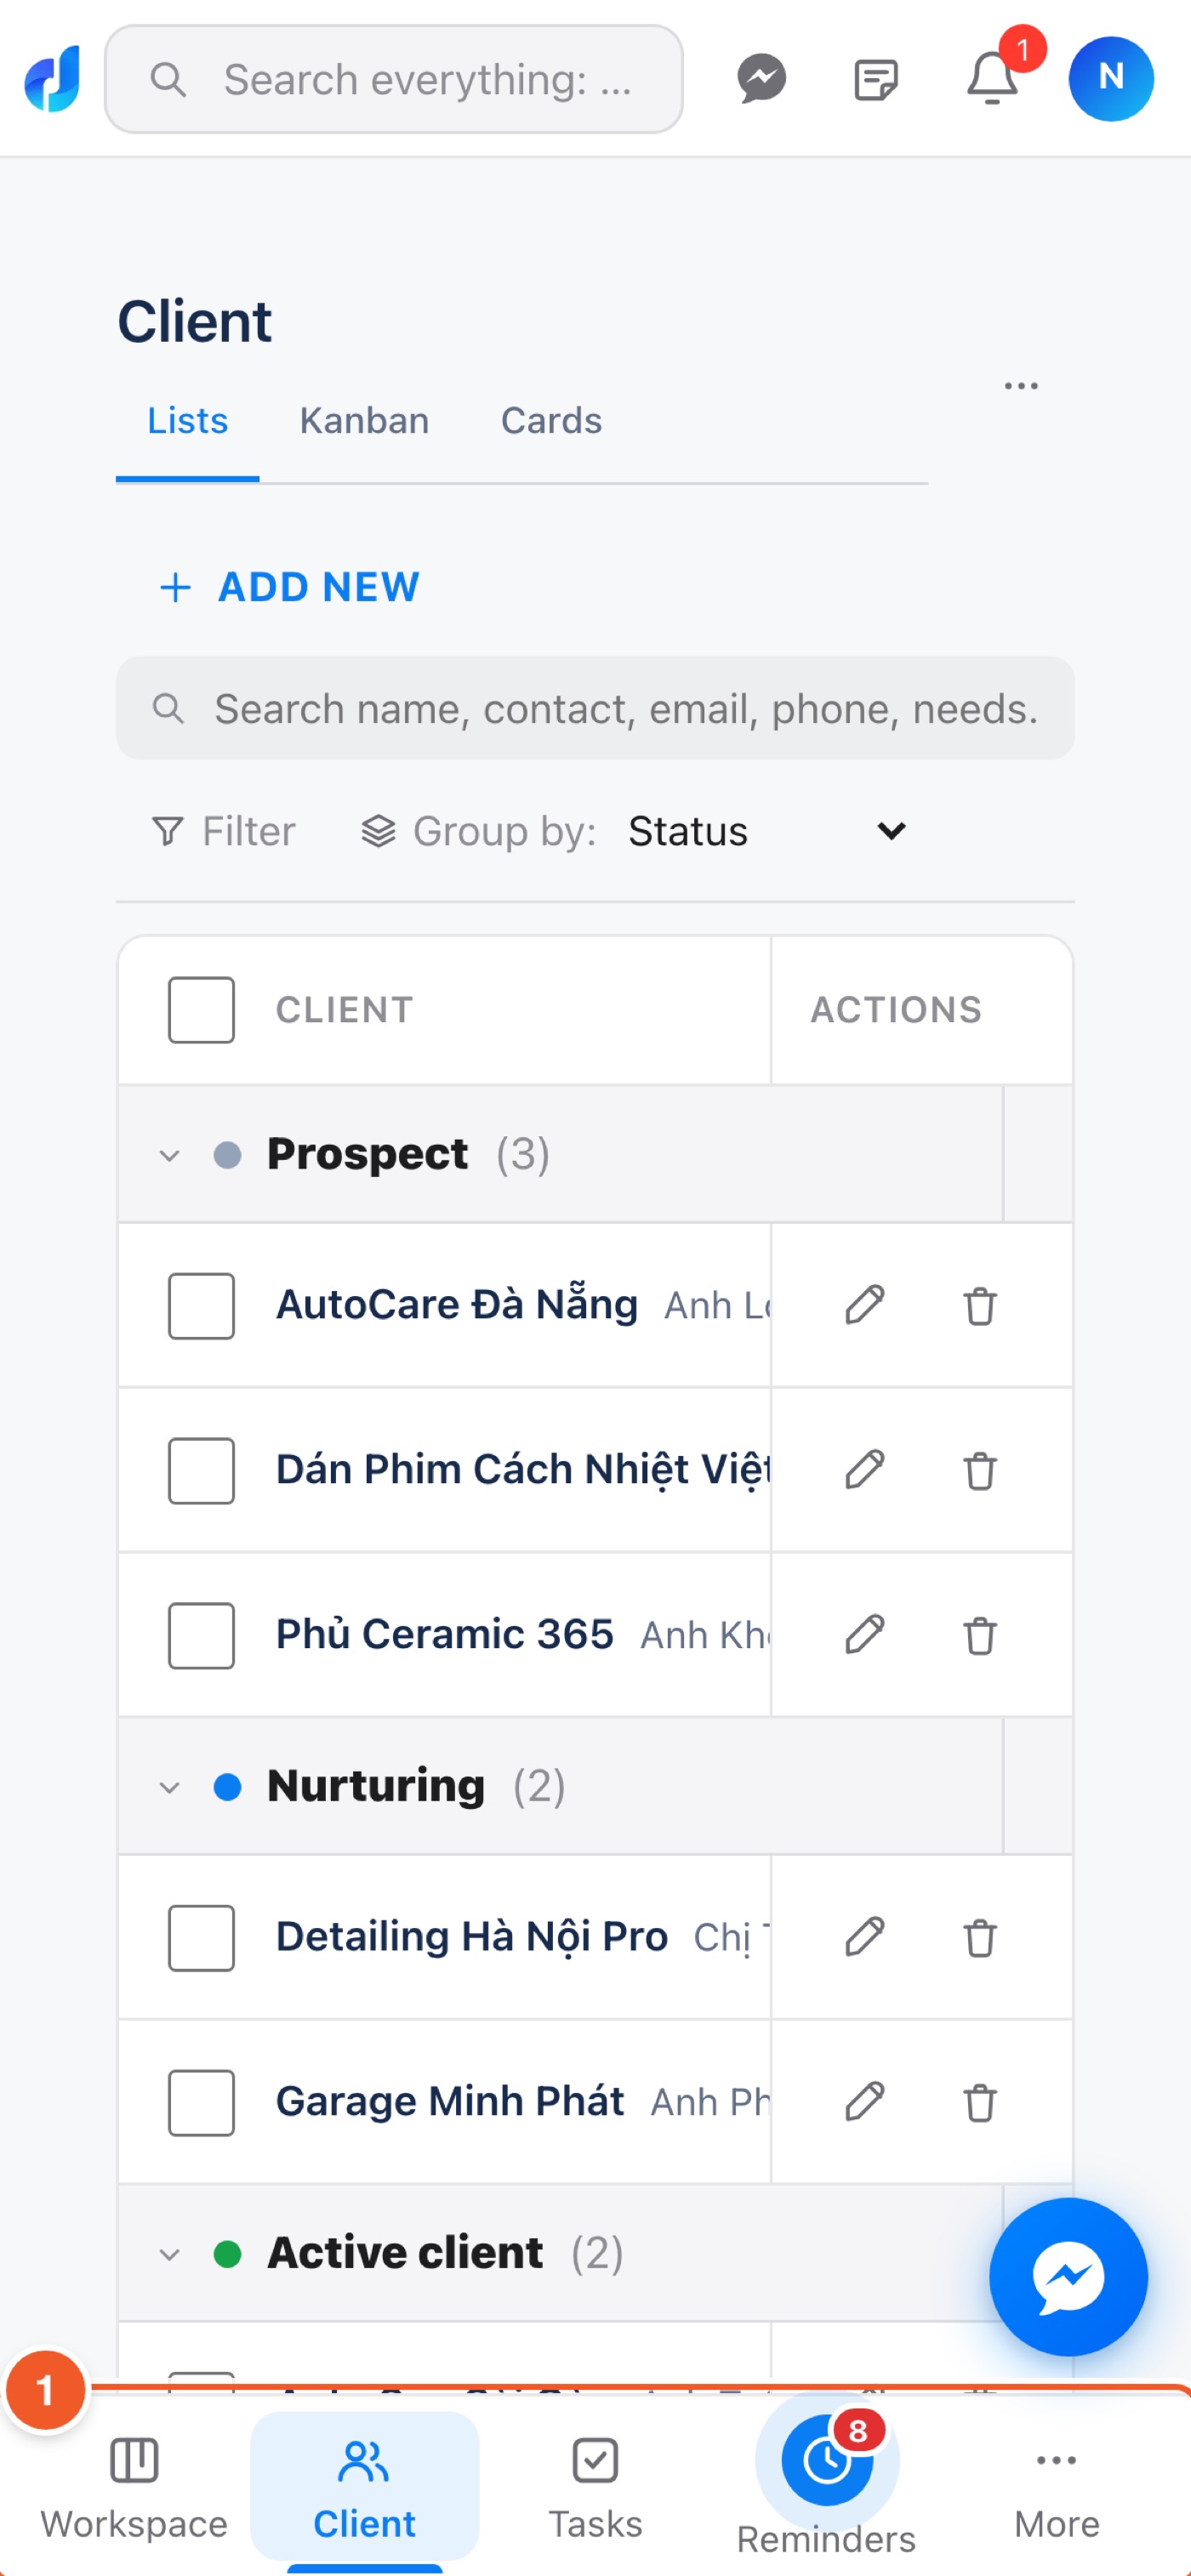 Search everything: ...
1
N
Client
Lists Kanban Cards
+ ADD NEW
Search name, contact, email, phone, needs.
Filter Group by: Status
CLIENT ACTIONS
Prospect (3)
AutoCare Đà Nẵng Anh
Dán Phim Cách Nhiệt Việt
Phủ Ceramic 365 Anh
Nurturing (2)
Detailing Hà Nội Pro Chị
Garage Minh Phát Anh
Active client (2)
1
8
Workspace Client Tasks Reminders More